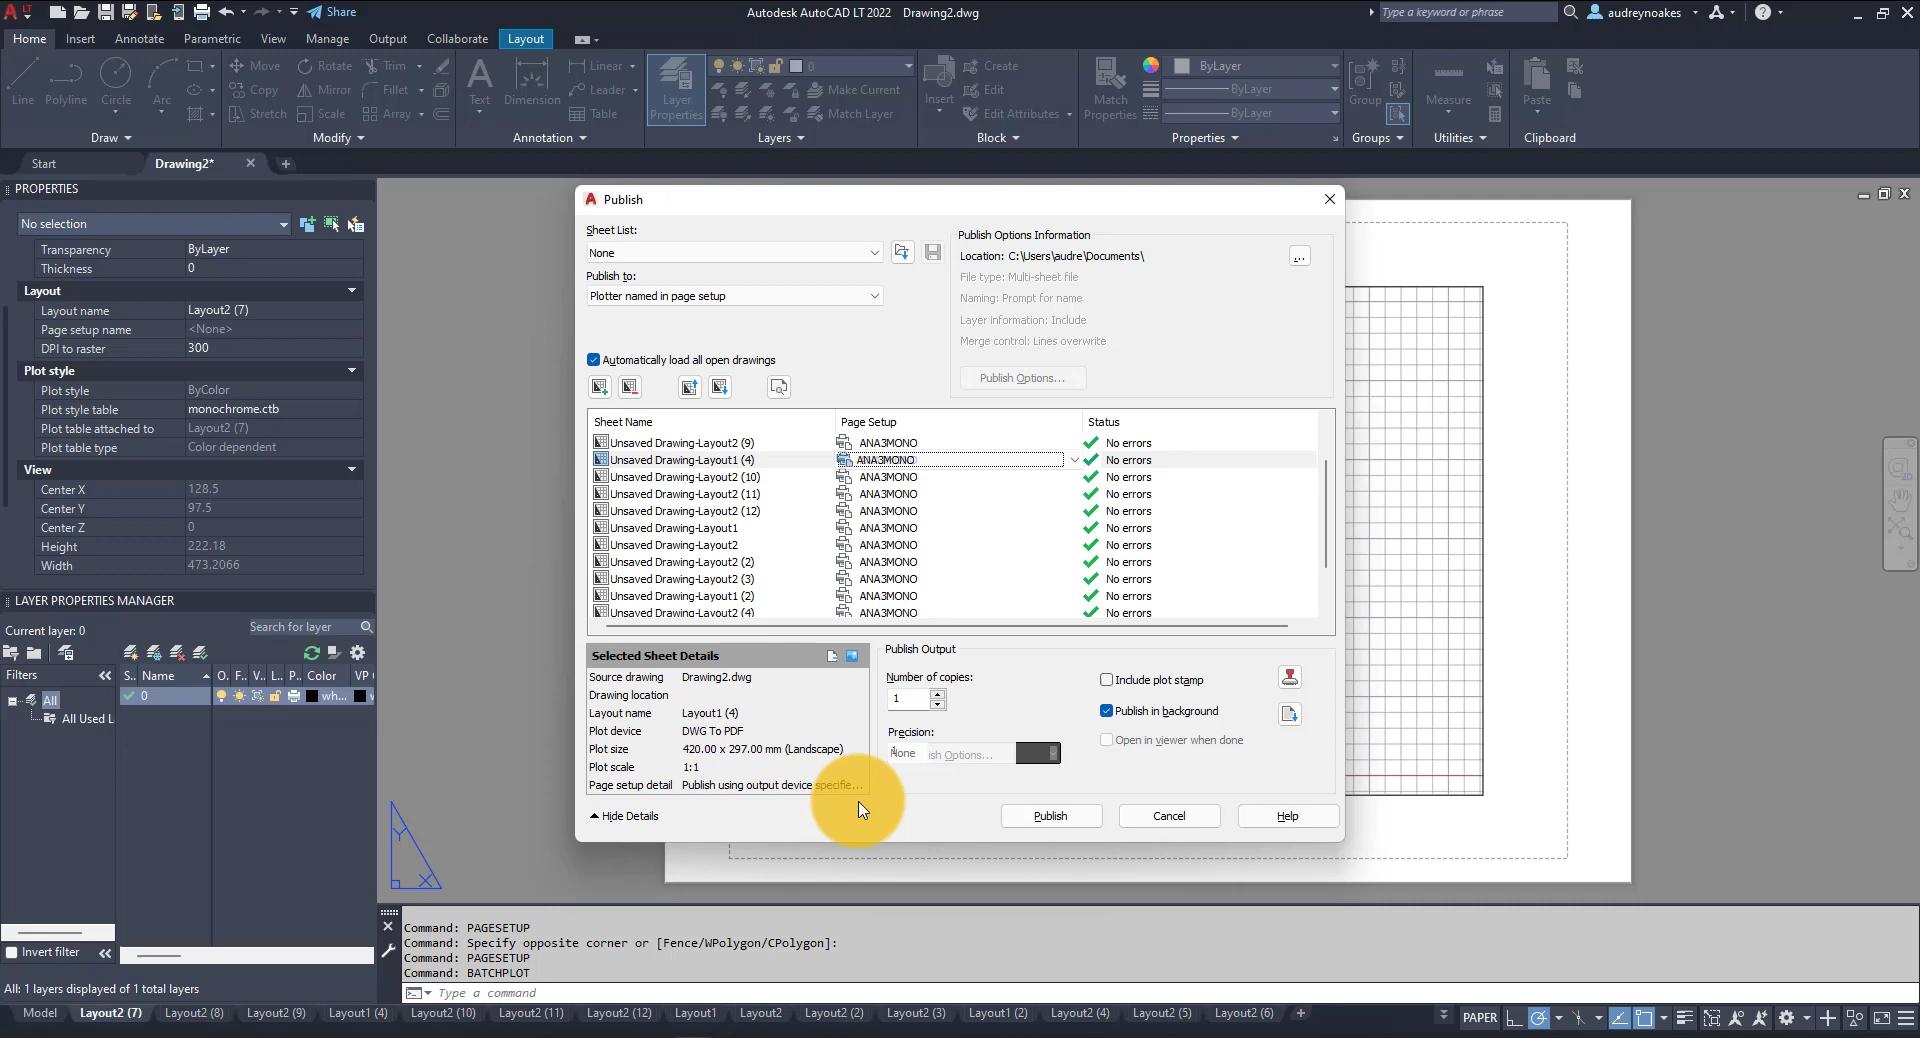 LT Share Autodesk AutoCAD LT 2022 Drawing2.dwg Type a keyword or phrase audreynoakes
Home Insert Annotate Parametric View Manage Output Collaborate Layout
Line Polyline Circle Arc Move Rotate Trim Copy Mirror Fillet Stretch Scale Array
Text Dimension Linear Leader Table
Layer Properties 0 Make Current Match Layer
Insert Create Edit Edit Attributes
Match Properties ByLayer ByLayer ByLayer
Group Measure Paste
Draw Modify Annotation Layers Block Properties Groups Utilities Clipboard
Start Drawing2*
PROPERTIES
No selection
Transparency ByLayer
Thickness 0
Layout
Layout name Layout2 (7)
Page setup name <None>
DPI to raster 300
Plot style
Plot style ByColor
Plot style table monochrome.ctb
Plot table attached to Layout2 (7)
Plot table type Color dependent
View
Center X 128.5
Center Y 97.5
Center Z 0
Height 222.18
Width 473.2066
LAYER PROPERTIES MANAGER
Current layer: 0 Search for layer
Filters S.. Name O. F.. V.. L.. P.. Color VP
All 0 wh...
All Used L
Invert filter
All: 1 layers displayed of 1 total layers
Publish
Sheet List:
None
Publish to:
Plotter named in page setup
Publish Options Information
Location: C:\Users\audre\Documents\ ...
File type: Multi-sheet file
Naming: Prompt for name
Layer information: Include
Merge control: Lines overwrite
Publish Options...
Automatically load all open drawings
Sheet Name Page Setup Status
Unsaved Drawing-Layout2 (9) ANA3MONO No errors
Unsaved Drawing-Layout1 (4) ANA3MONO No errors
Unsaved Drawing-Layout2 (10) ANA3MONO No errors
Unsaved Drawing-Layout2 (11) ANA3MONO No errors
Unsaved Drawing-Layout2 (12) ANA3MONO No errors
Unsaved Drawing-Layout1 ANA3MONO No errors
Unsaved Drawing-Layout2 ANA3MONO No errors
Unsaved Drawing-Layout2 (2) ANA3MONO No errors
Unsaved Drawing-Layout2 (3) ANA3MONO No errors
Unsaved Drawing-Layout1 (2) ANA3MONO No errors
Unsaved Drawing-Layout2 (4) ANA3MONO No errors
Selected Sheet Details
Source drawing Drawing2.dwg
Drawing location
Layout name Layout1 (4)
Plot device DWG To PDF
Plot size 420.00 x 297.00 mm (Landscape)
Plot scale 1:1
Page setup detail Publish using output device specifie...
Hide Details
Publish Output
Number of copies:
1
Precision:
None ish Options...
Include plot stamp
Publish in background
Open in viewer when done
Publish Cancel Help
Y
X
Command: PAGESETUP
Command: Specify opposite corner or [Fence/WPolygon/CPolygon]:
Command: PAGESETUP
Command: BATCHPLOT
Type a command
Model Layout2 (7) Layout2 (8) Layout2 (9) Layout1 (4) Layout2 (10) Layout2 (11) Layout2 (12) Layout1 Layout2 Layout2 (2) Layout2 (3) Layout1 (2) Layout2 (4) Layout2 (5) Layout2 (6) + PAPER